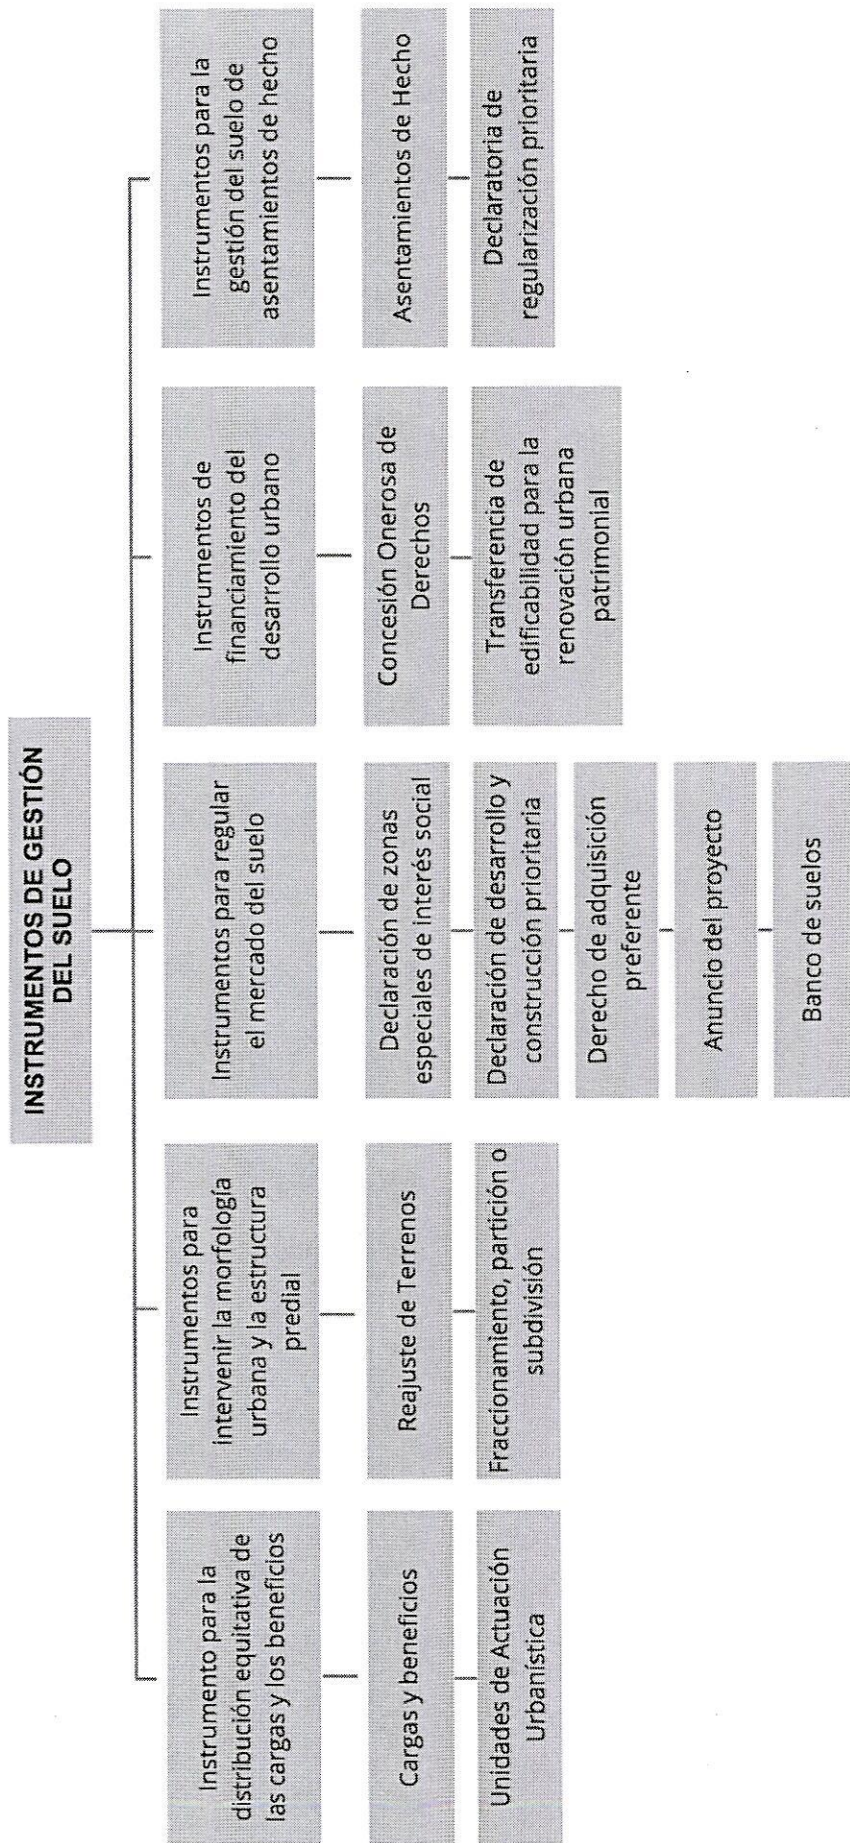 INSTRUMENTOS DE GESTIÓN
DEL SUELO
Instrumento para la
distribución equitativa de
las cargas y los beneficios
Cargas y beneficios
Unidades de Actuación
Urbanística
Instrumentos para
intervenir la morfología
urbana y la estructura
predial
Reajuste de Terrenos
Fraccionamiento, partición o
subdivisión
Instrumentos para regular
el mercado del suelo
Declaración de zonas
especiales de interés social
Declaración de desarrollo y
construcción prioritaria
Derecho de adquisición
preferente
Anuncio del proyecto
Banco de suelos
Instrumentos de
financiamiento del
desarrollo urbano
Concesión Onerosa de
Derechos
Transferencia de
edificabilidad para la
renovación urbana
patrimonial
Instrumentos para la
gestión del suelo de
asentamientos de hecho
Asentamientos de Hecho
Declaratoria de
regularización prioritaria